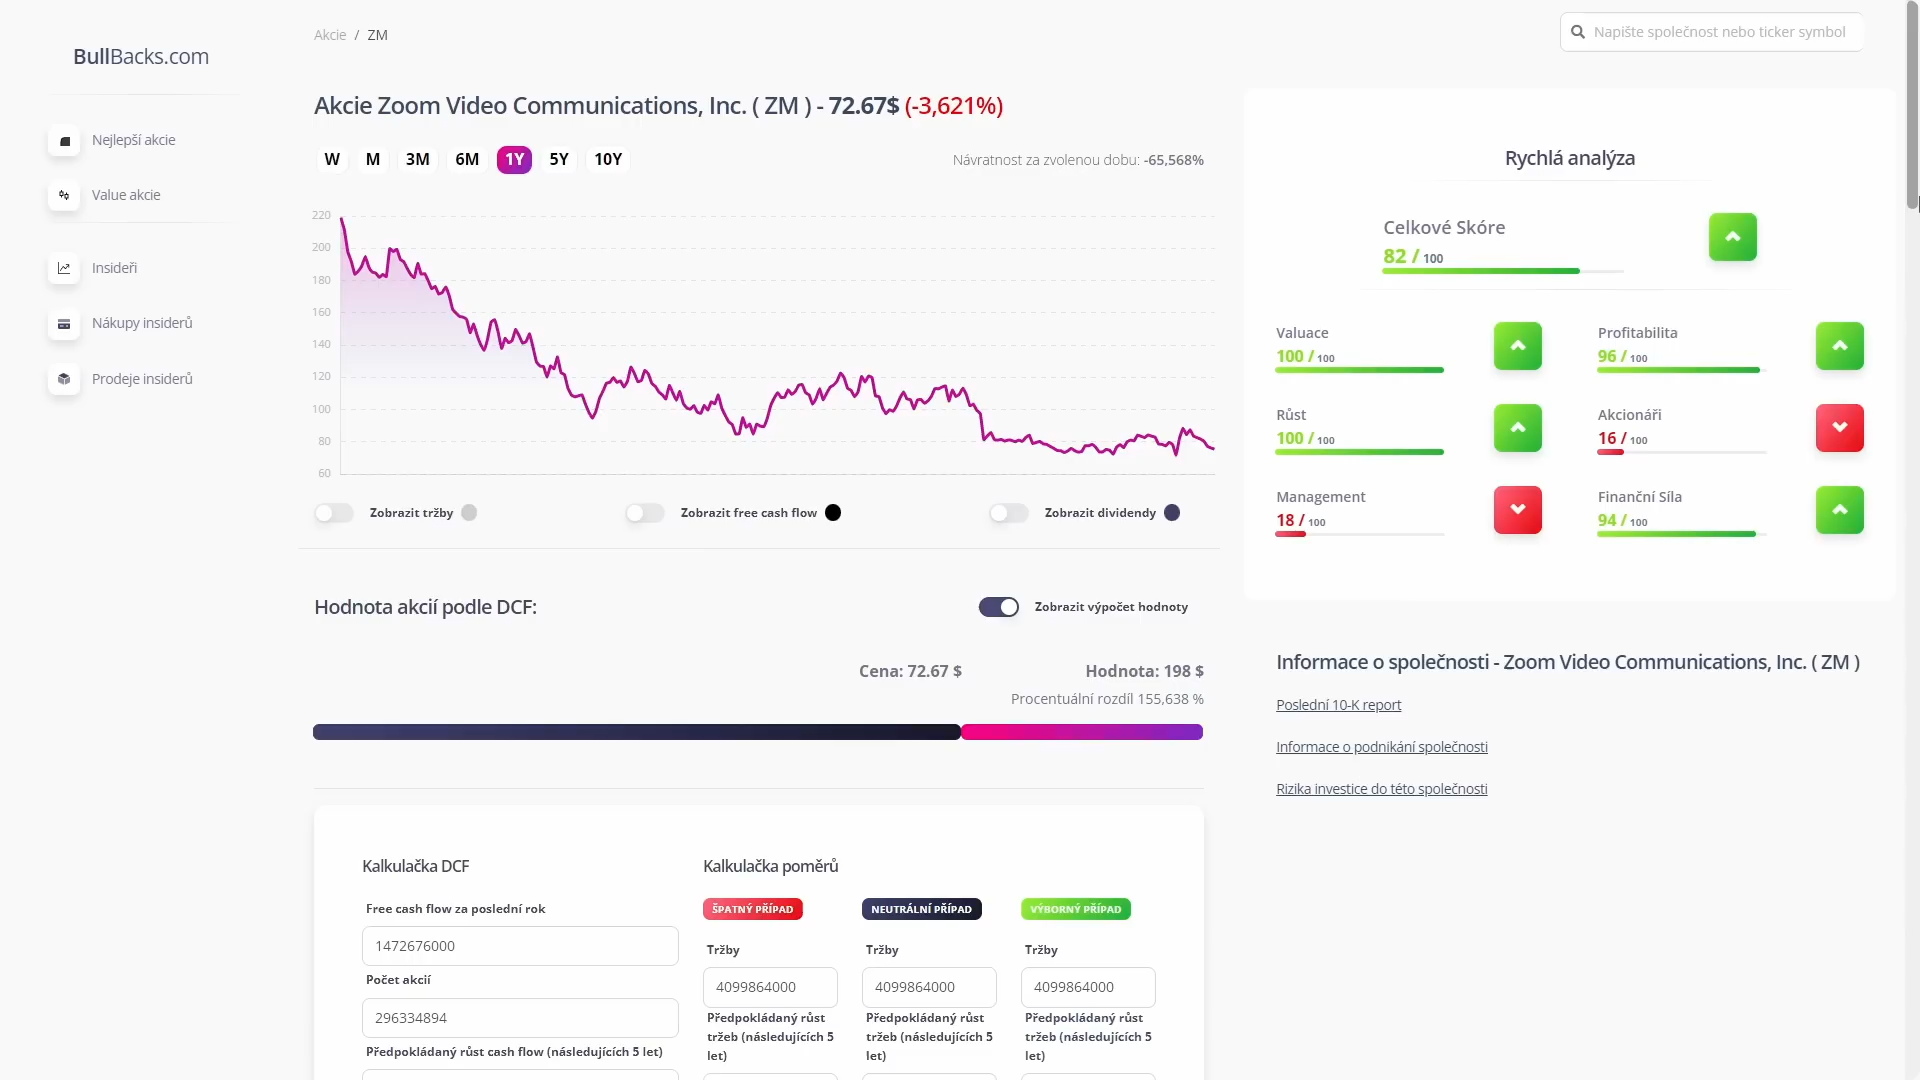 BullBacks.com
Nejlepší akcie
Value akcie
Insideři
Nákupy insiderů
Prodeje insiderů
Akcie / ZM
Napište společnost nebo ticker symbol
Akcie Zoom Video Communications, Inc. ( ZM ) - 72.67$ (-3,621%)
W M 3M 6M 1Y 5Y 10Y
Návratnost za zvolenou dobu: -65,568%
220
200
180
160
140
120
100
80
60
Zobrazit tržby
Zobrazit free cash flow
Zobrazit dividendy
Hodnota akcií podle DCF:
Zobrazit výpočet hodnoty
Cena: 72.67 $
Hodnota: 198 $
Procentuální rozdíl 155,638 %
Kalkulačka DCF
Free cash flow za poslední rok
1472676000
Počet akcií
296334894
Předpokládaný růst cash flow (následujících 5 let)
Kalkulačka poměrů
ŠPATNÝ PŘÍPAD
Tržby
4099864000
Předpokládaný růst
tržeb (následujících 5
let)
NEUTRÁLNÍ PŘÍPAD
Tržby
4099864000
Předpokládaný růst
tržeb (následujících 5
let)
VÝBORNÝ PŘÍPAD
Tržby
4099864000
Předpokládaný růst
tržeb (následujících 5
let)
Rychlá analýza
Celkové Skóre
82 / 100
Valuace
100 / 100
Profitabilita
96 / 100
Růst
100 / 100
Akcionáři
16 / 100
Management
18 / 100
Finanční Síla
94 / 100
Informace o společnosti - Zoom Video Communications, Inc. ( ZM )
Poslední 10-K report
Informace o podnikání společnosti
Rizika investice do této společnosti